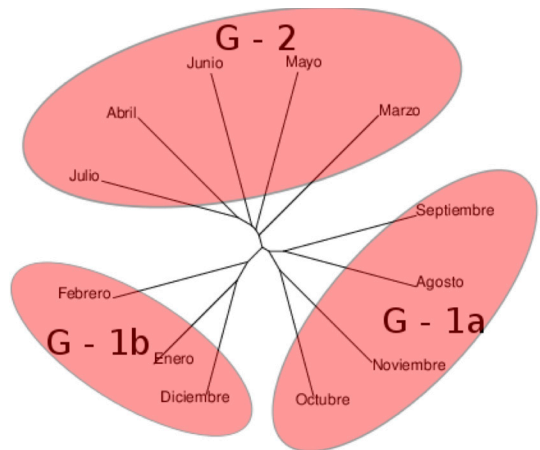 G - 2
Junio
Mayo
Abril
Marzo
Julio
Septiembre
Agosto
G - 1a
Noviembre
Octubre
Febrero
G - 1b
Enero
Diciembre